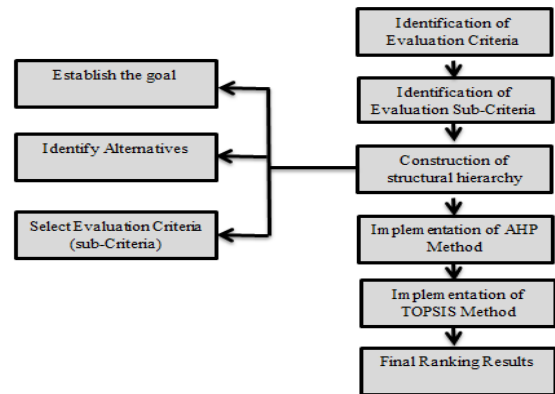 Identification of
Evaluation Criteria
Establish the goal
Identification of
Evaluation Sub-Criteria
Identify Alternatives
Construction of
structural hierarchy
Select Evaluation Criteria
(sub-Criteria)
Implementation of AHP
Method
Implementation of
TOPSIS Method
Final Ranking Results